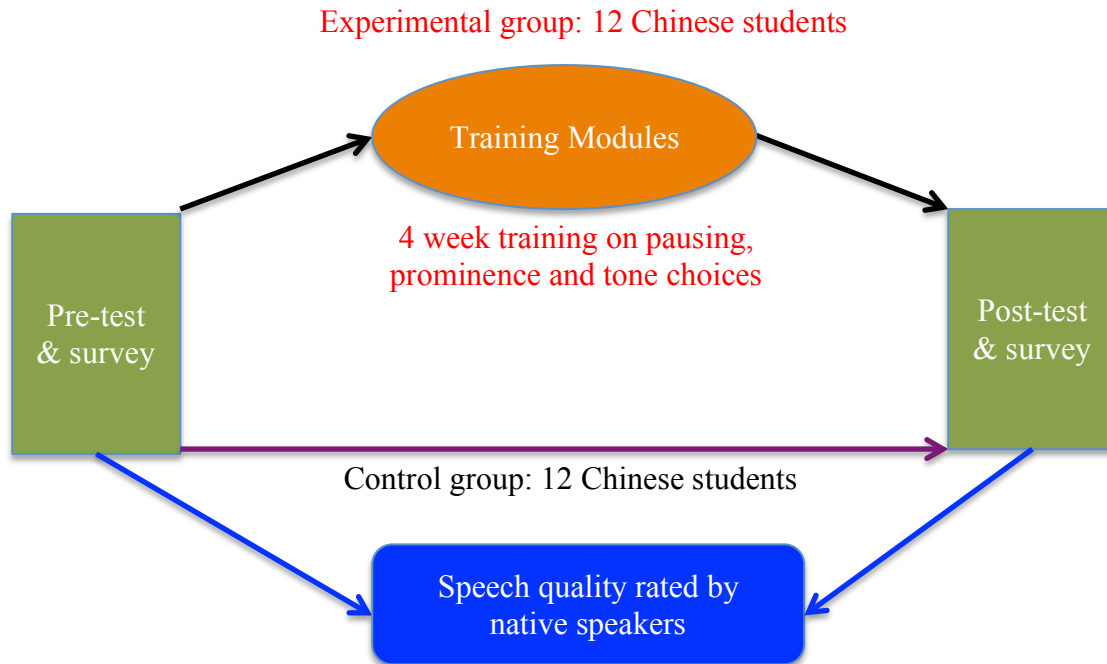 Experimental group: 12 Chinese students
Training Modules
4 week training on pausing,
prominence and tone choices
Pre-test
& survey
Post-test
& survey
Control group: 12 Chinese students
Speech quality rated by
native speakers